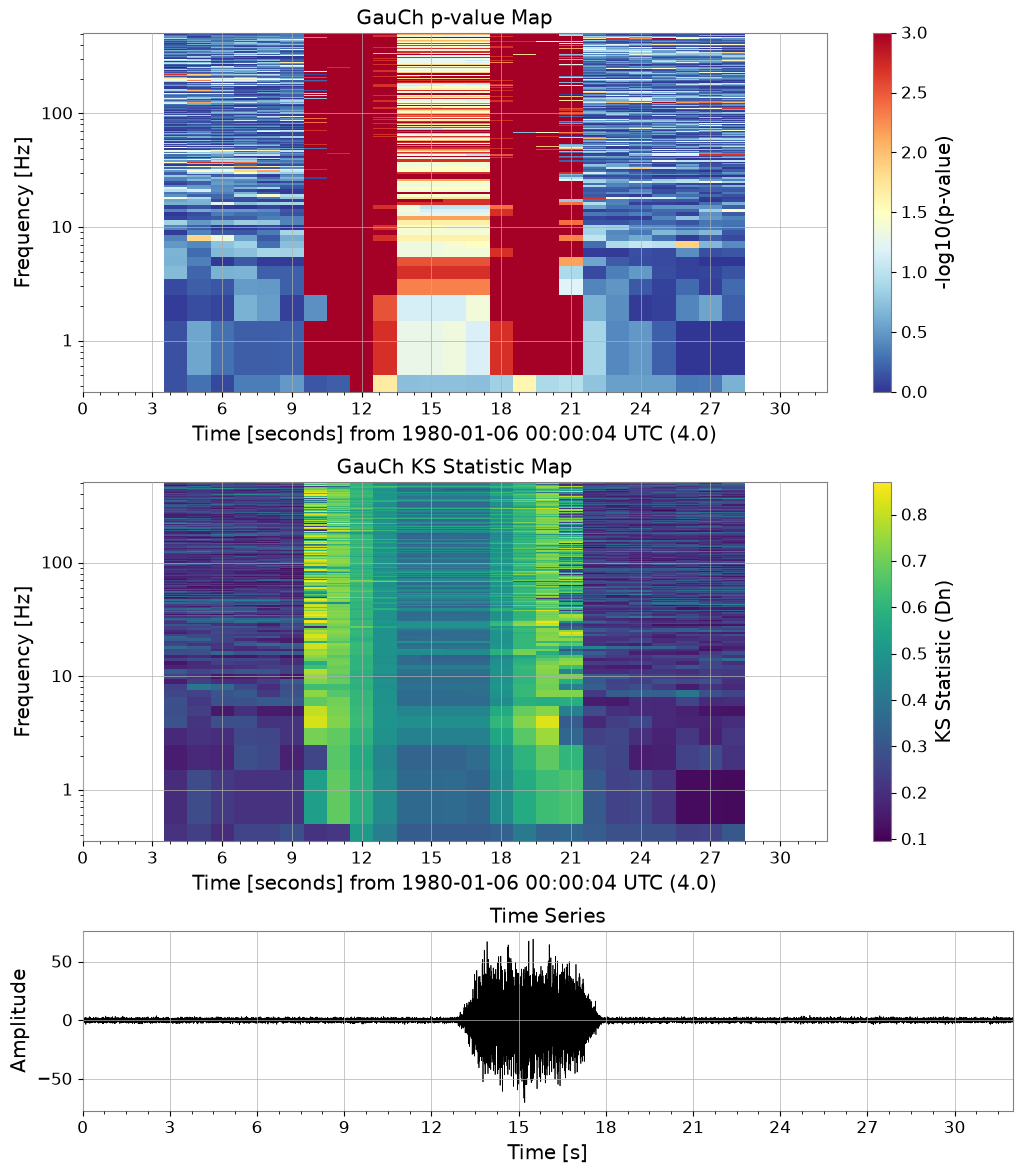 GauCh p-value Map
Frequency [Hz]
100
10
1
0 3 6 9 12 15 18 21 24 27 30
Time [seconds] from 1980-01-06 00:00:04 UTC (4.0)
3.0
2.5
2.0
1.5
1.0
0.5
0.0
-log10(p-value)
GauCh KS Statistic Map
Frequency [Hz]
100
10
1
0 3 6 9 12 15 18 21 24 27 30
Time [seconds] from 1980-01-06 00:00:04 UTC (4.0)
0.8
0.7
0.6
0.5
0.4
0.3
0.2
0.1
KS Statistic (Dn)
Time Series
Amplitude
50
0
−50
0 3 6 9 12 15 18 21 24 27 30
Time [s]